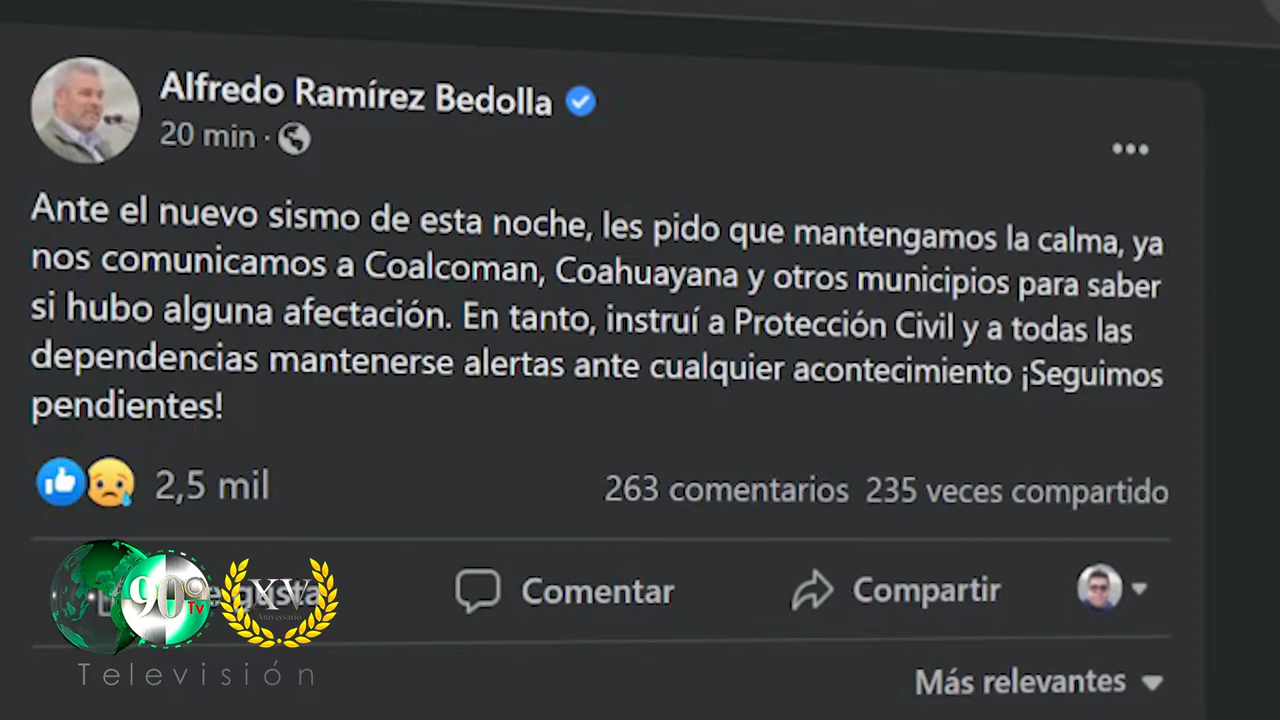 Alfredo Ramírez Bedolla
20 min ·
Ante el nuevo sismo de esta noche, les pido que mantengamos la calma, ya
nos comunicamos a Coalcoman, Coahuayana y otros municipios para saber
si hubo alguna afectación. En tanto, instruí a Protección Civil y a todas las
dependencias mantenerse alertas ante cualquier acontecimiento ¡Seguimos
pendientes!
2,5 mil
263 comentarios 235 veces compartido
Comentar
Compartir
90° Tv
XV
Aniversario
Televisión
Más relevantes